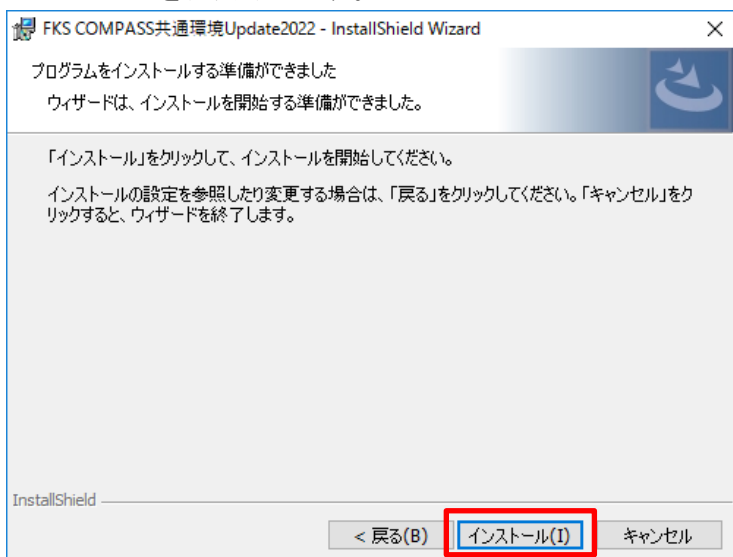 FKS COMPASS共通環境Update2022 - InstallShield Wizard
プログラムをインストールする準備ができました
ウィザードは、インストールを開始する準備ができました。
「インストール」をクリックして、インストールを開始してください。
インストールの設定を参照したり変更する場合は、「戻る」をクリックしてください。「キャンセル」をク
リックすると、ウィザードを終了します。
InstallShield
< 戻る(B) インストール(I) キャンセル